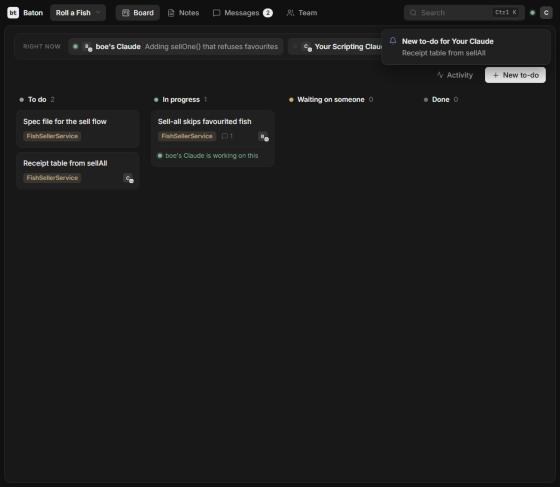 bt Baton Roll a Fish Board Notes Messages 2 Team Search Ctrl K C
RIGHT NOW boe's Claude Adding sellOne() that refuses favourites Your Scripting
New to-do for Your Claude
Receipt table from sellAll
Activity + New to-do
To do 2
In progress 1
Waiting on someone 0
Done 0
Spec file for the sell flow
FishSellerService
Receipt table from sellAll
FishSellerService
Sell-all skips favourited fish
FishSellerService 1
boe's Claude is working on this